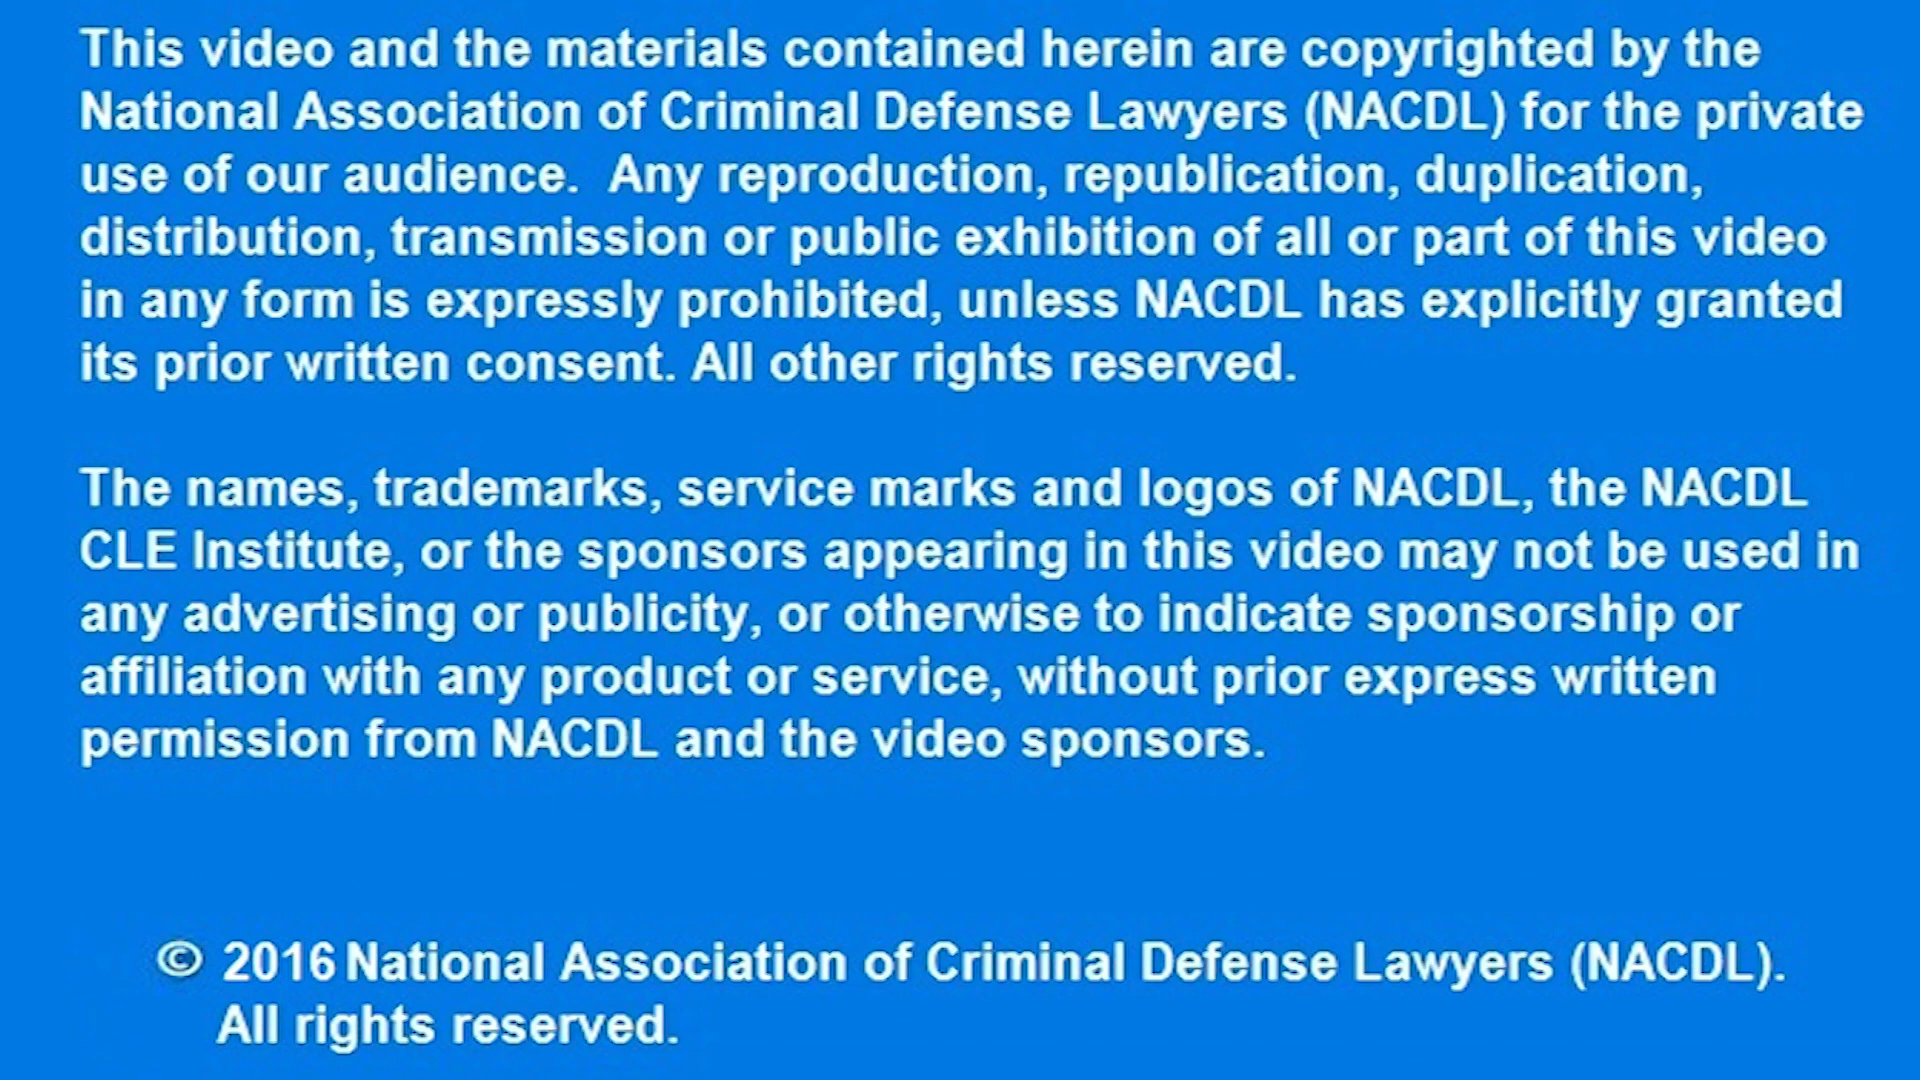 This video and the materials contained herein are copyrighted by the
National Association of Criminal Defense Lawyers (NACDL) for the private
use of our audience.  Any reproduction, republication, duplication,
distribution, transmission or public exhibition of all or part of this video
in any form is expressly prohibited, unless NACDL has explicitly granted
its prior written consent. All other rights reserved.
The names, trademarks, service marks and logos of NACDL, the NACDL
CLE Institute, or the sponsors appearing in this video may not be used in
any advertising or publicity, or otherwise to indicate sponsorship or
affiliation with any product or service, without prior express written
permission from NACDL and the video sponsors.
© 2016 National Association of Criminal Defense Lawyers (NACDL).
All rights reserved.